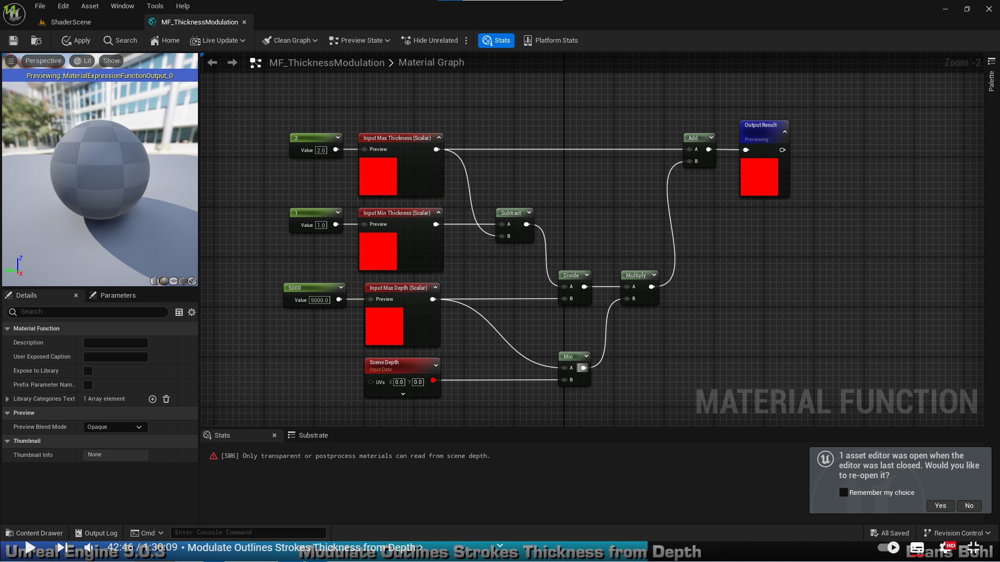 File Edit Asset Window Tools Help
ShaderScene
MF_ThicknessModulation
Apply
Search
Home
Live Update
Clean Graph
Preview State
Hide Unrelated
Stats
Platform Stats
Perspective
Lit
Show
Previewing: MaterialExpressionFunctionOutput_0
Z
X
MF_ThicknessModulation > Material Graph
Zoom -2
Palette
2
Value 2.0
Input Max Thickness (Scalar)
Preview
Add
A
B
Output Result
Previewing
1
Value 1.0
Input Min Thickness (Scalar)
Preview
Subtract
A
B
5000
Value 5000.0
Input Max Depth (Scalar)
Preview
Divide
A
B
Multiply
A
B
Scene Depth
Input Data
UVs X 0.0 Y 0.0
Min
A
B
MATERIAL FUNCTION
Details
Parameters
Search
Material Function
Description
User Exposed Caption
Expose to Library
Prefix Parameter Nam...
Library Categories Text 1 Array element
Preview
Preview Blend Mode Opaque
Thumbnail
Thumbnail Info None
Stats
Substrate
[SM6] Only transparent or postprocess materials can read from scene depth.
1 asset editor was open when the
editor was last closed. Would you like
to re-open it?
Remember my choice
Yes No
Content Drawer
Output Log
Cmd
Enter Console Command
All Saved
Revision Control
42:46 / 1:30:09 • Modulate Outlines Strokes Thickness from Depth
HD
Unreal Engine 5.0.3
Modulate Outlines Strokes Thickness from Depth
Evans Bohl